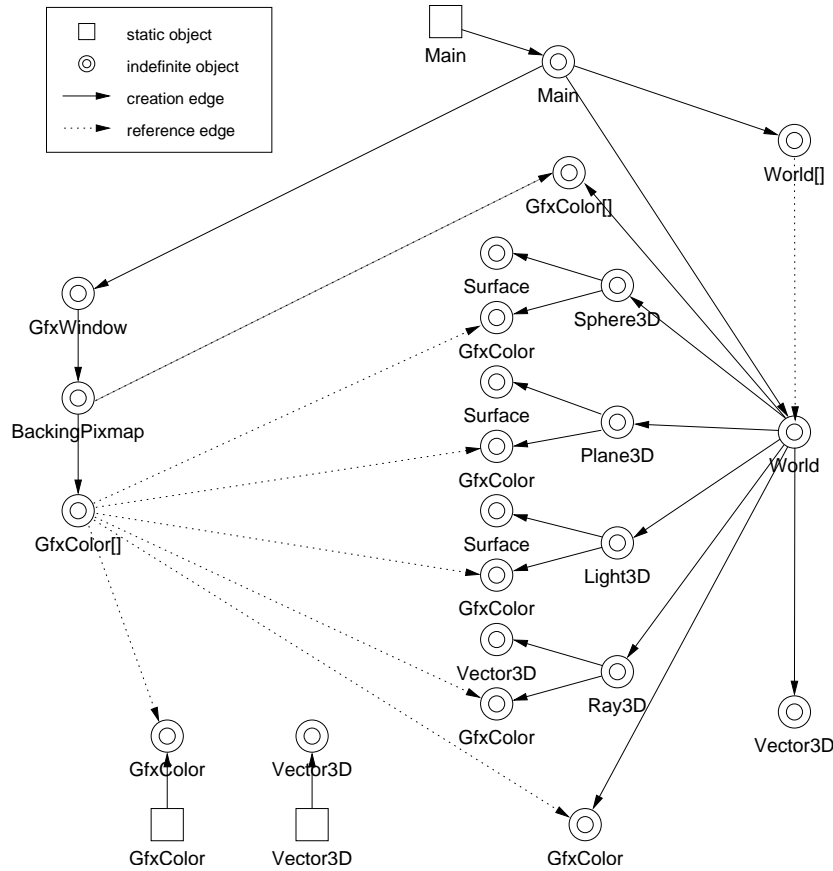 static object
indefinite object
creation edge
reference edge
Main
Main
World[]
GfxColor[]
Surface
Sphere3D
GfxWindow
GfxColor
Surface
BackingPixmap
Plane3D
World
GfxColor
GfxColor[]
Surface
Light3D
GfxColor
Vector3D
Ray3D
GfxColor
Vector3D
GfxColor
Vector3D
GfxColor
Vector3D
GfxColor